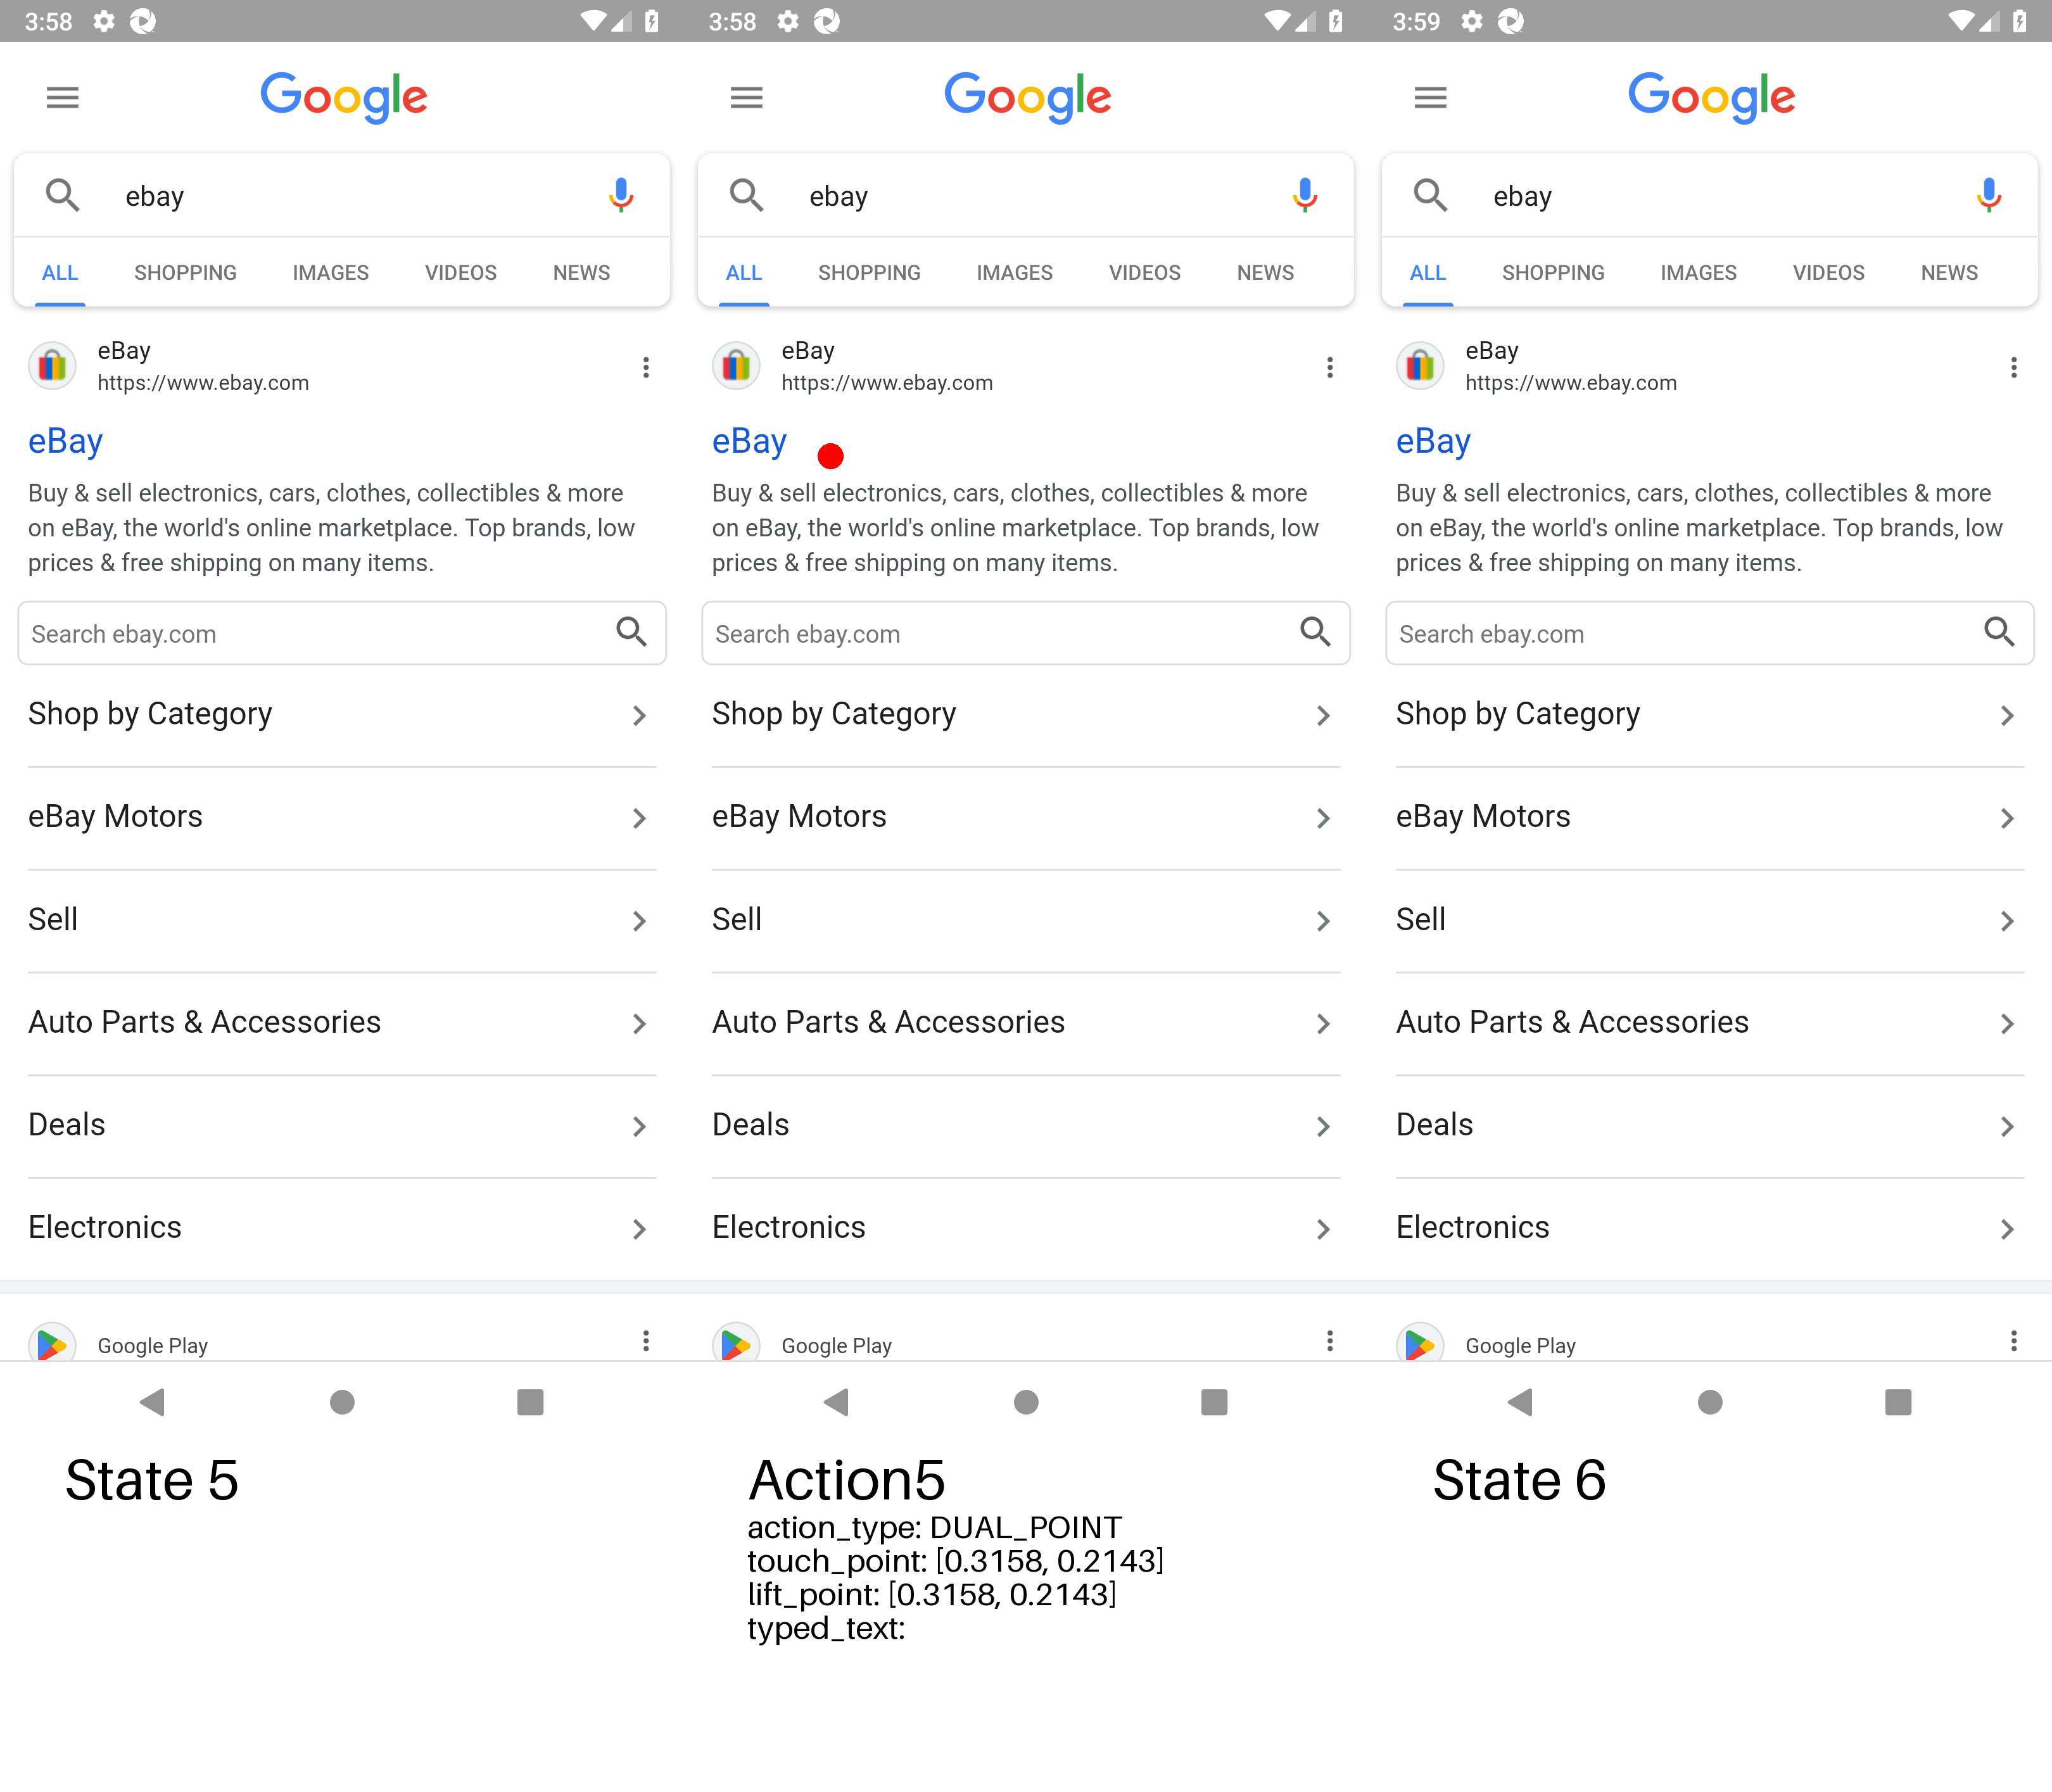 3:58
Google
ebay
ALL SHOPPING IMAGES VIDEOS NEWS
eBay
https://www.ebay.com
eBay
Buy & sell electronics, cars, clothes, collectibles & more
on eBay, the world's online marketplace. Top brands, low
prices & free shipping on many items.
Search ebay.com
Shop by Category
eBay Motors
Sell
Auto Parts & Accessories
Deals
Electronics
Google Play
State 5
3:58
Google
ebay
ALL SHOPPING IMAGES VIDEOS NEWS
eBay
https://www.ebay.com
eBay
Buy & sell electronics, cars, clothes, collectibles & more
on eBay, the world's online marketplace. Top brands, low
prices & free shipping on many items.
Search ebay.com
Shop by Category
eBay Motors
Sell
Auto Parts & Accessories
Deals
Electronics
Google Play
Action5
action_type: DUAL_POINT
touch_point: [0.3158, 0.2143]
lift_point: [0.3158, 0.2143]
typed_text:
3:59
Google
ebay
ALL SHOPPING IMAGES VIDEOS NEWS
eBay
https://www.ebay.com
eBay
Buy & sell electronics, cars, clothes, collectibles & more
on eBay, the world's online marketplace. Top brands, low
prices & free shipping on many items.
Search ebay.com
Shop by Category
eBay Motors
Sell
Auto Parts & Accessories
Deals
Electronics
Google Play
State 6